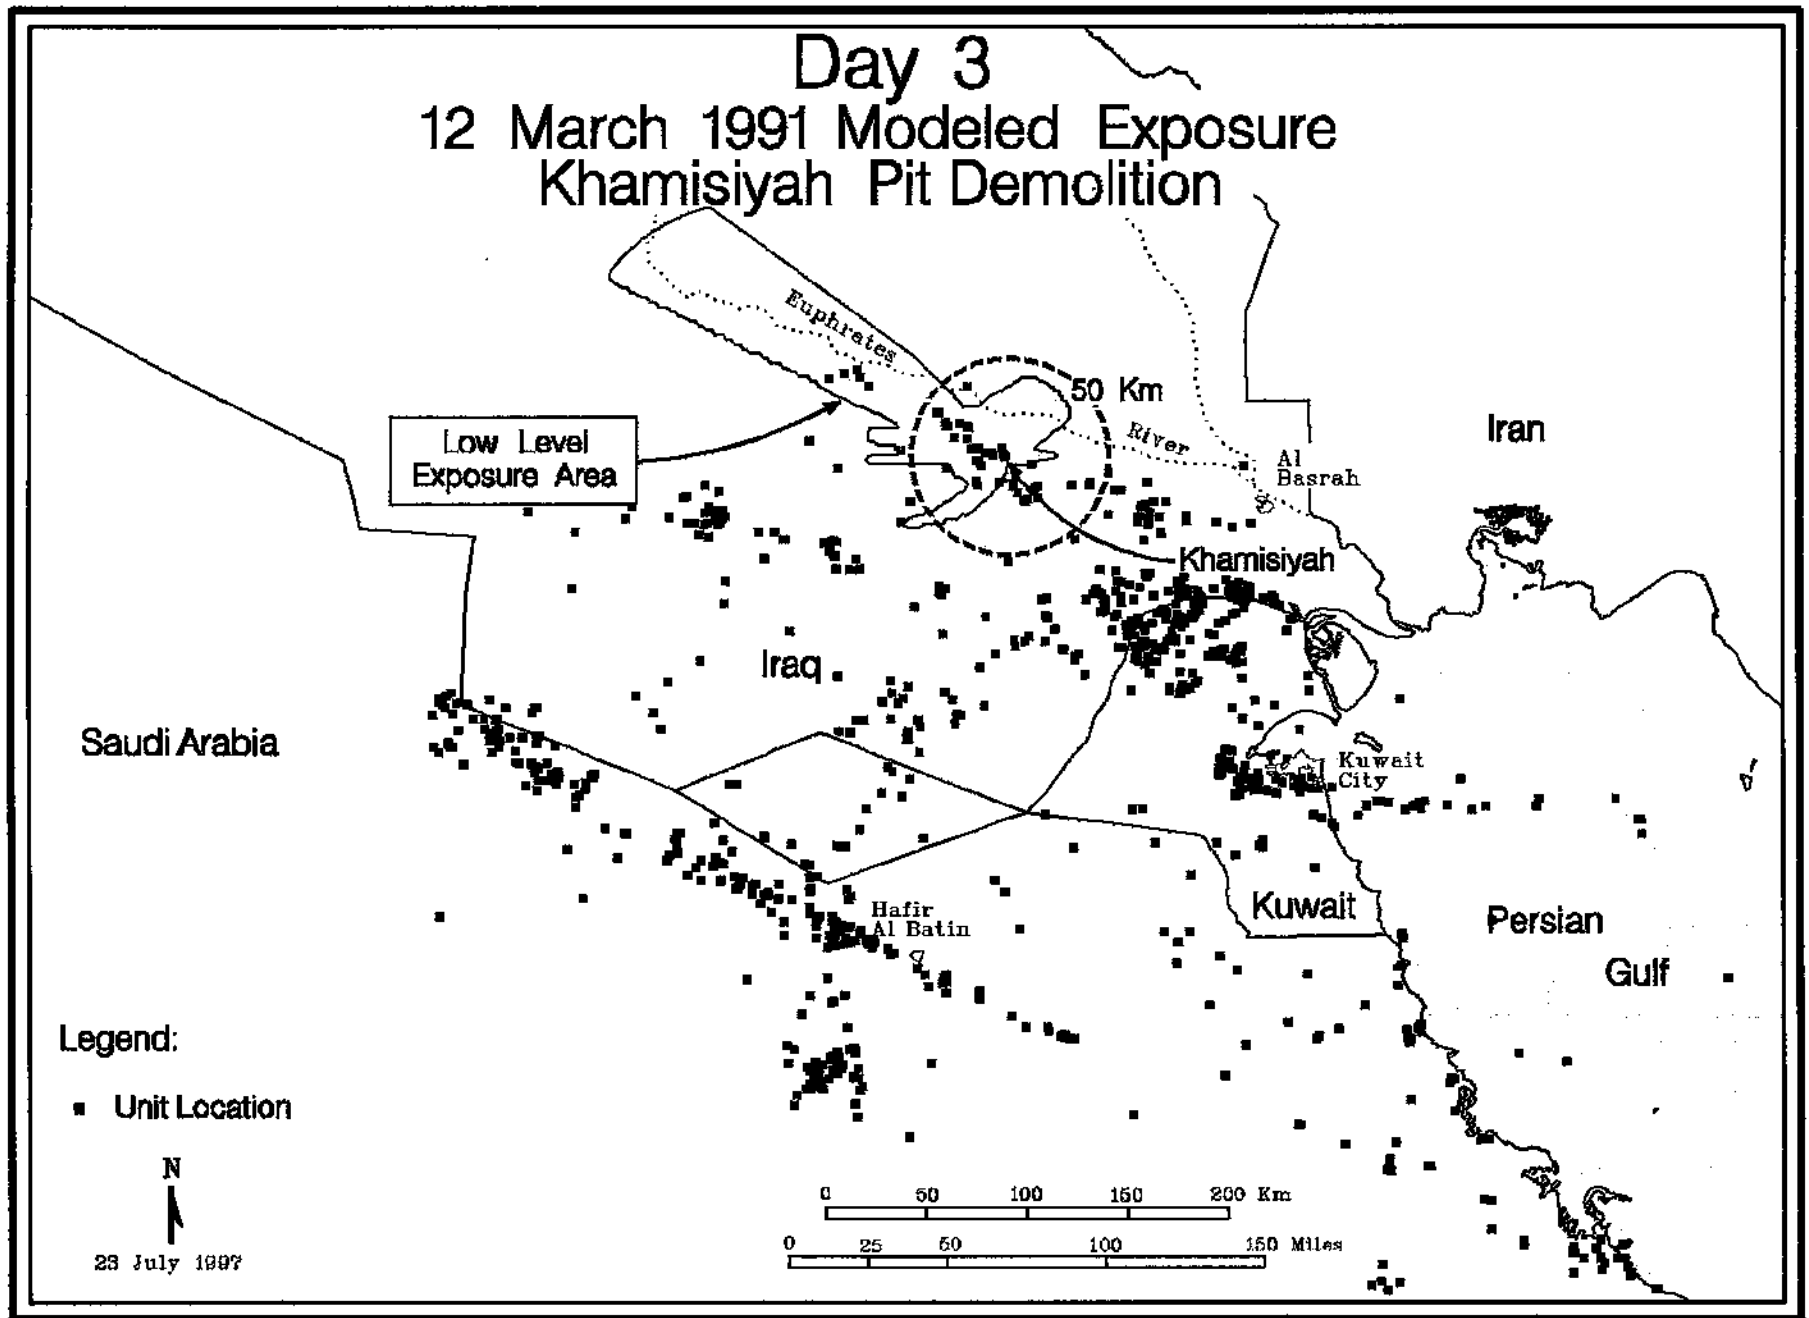 Day 3
12 March 1991 Modeled Exposure
Khamisiyah Pit Demolition
Euphrates
50 Km
River
Low Level
Exposure Area
Iran
Al
Basrah
Khamisiyah
Iraq
Saudi Arabia
Kuwait
City
Kuwait
Hafir
Al Batin
Persian
Gulf
Legend:
Unit Location
N
0 50 100 150 200 Km
0 25 50 100 150 Miles
23 July 1997